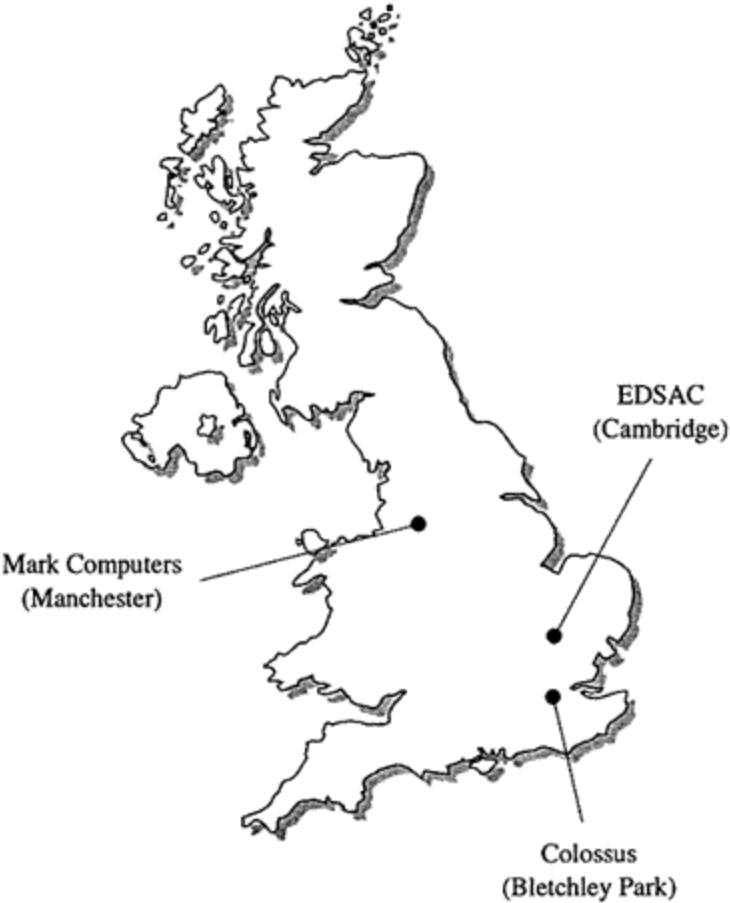 EDSAC
(Cambridge)
Mark Computers
(Manchester)
Colossus
(Bletchley Park)